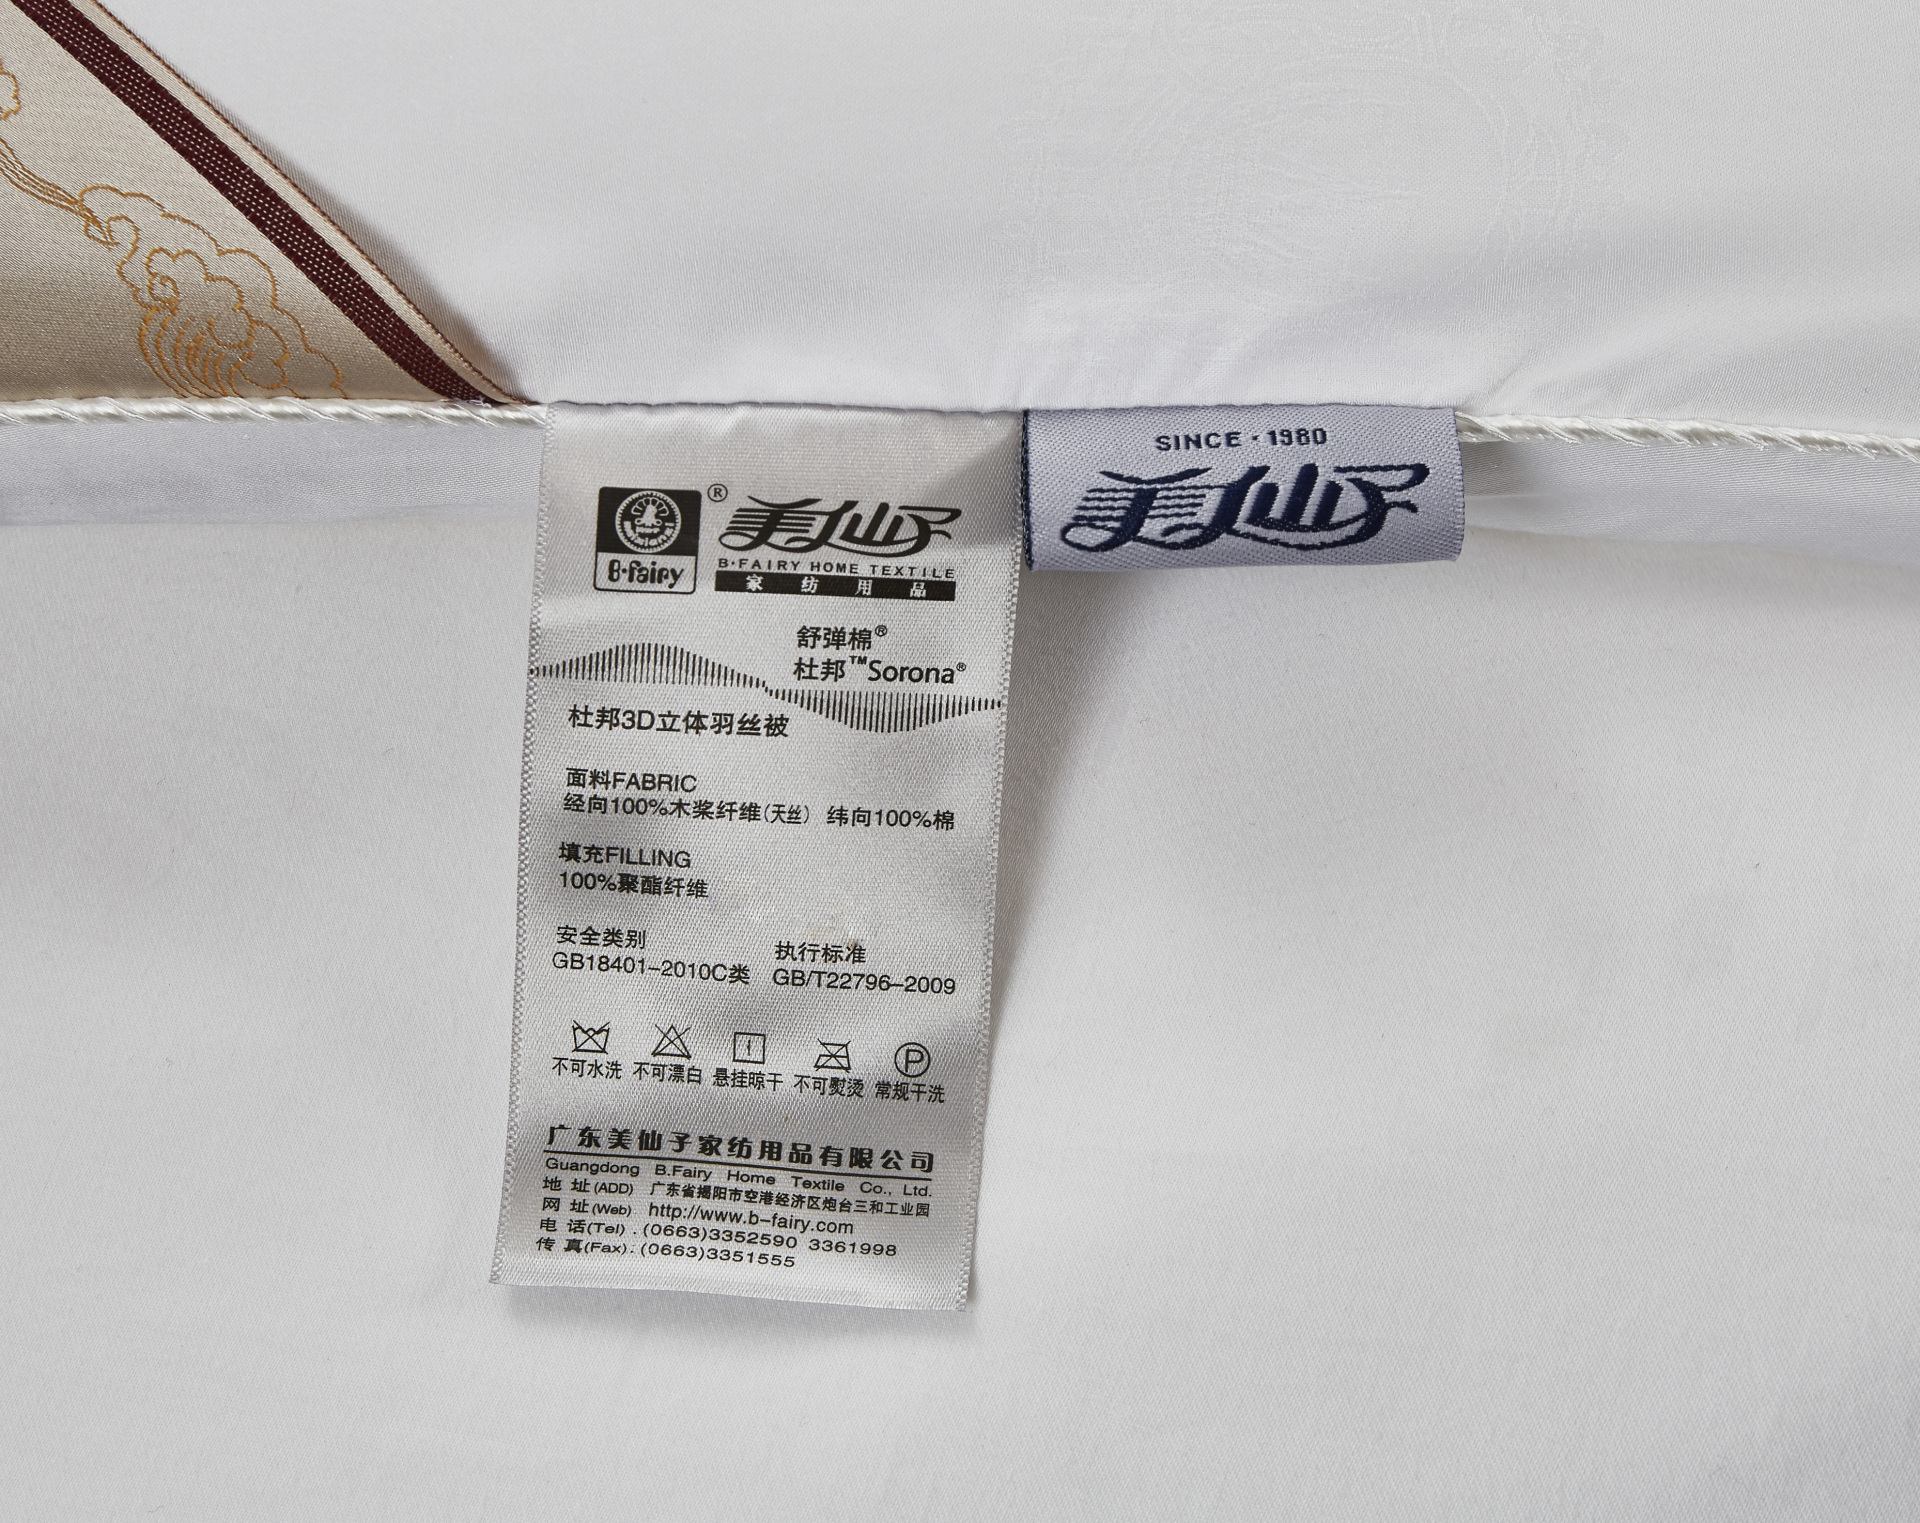 SINCE·1980
美仙子
® 美仙子
B·fairy
B·FAIRY HOME TEXTILE
家纺用品
舒弹棉®
杜邦™Sorona®
杜邦3D立体羽丝被
面料FABRIC
经向100%木桨纤维(天丝) 纬向100%棉
填充FILLING
100%聚酯纤维
安全类别 执行标准
GB18401-2010C类 GB/T22796-2009
P
不可水洗 不可漂白 悬挂晾干 不可熨烫 常规干洗
广东美仙子家纺用品有限公司
Guangdong B.Fairy Home Textile Co., Ltd.
地 址(ADD) 广东省揭阳市空港经济区炮台三和工业园
网 址(Web) http://www.b-fairy.com
电 话(Tel) . (0663)3352590 3361998
传 真(Fax): (0663)3351555